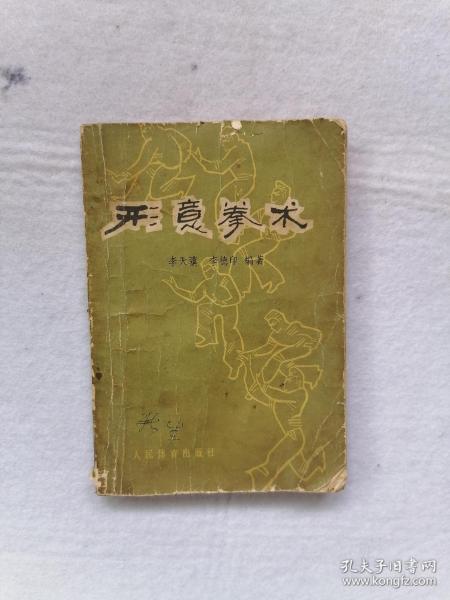 形意拳术
李天骥 李德印 编著
人民体育出版社
孔夫子旧书网
www.kongfz.com